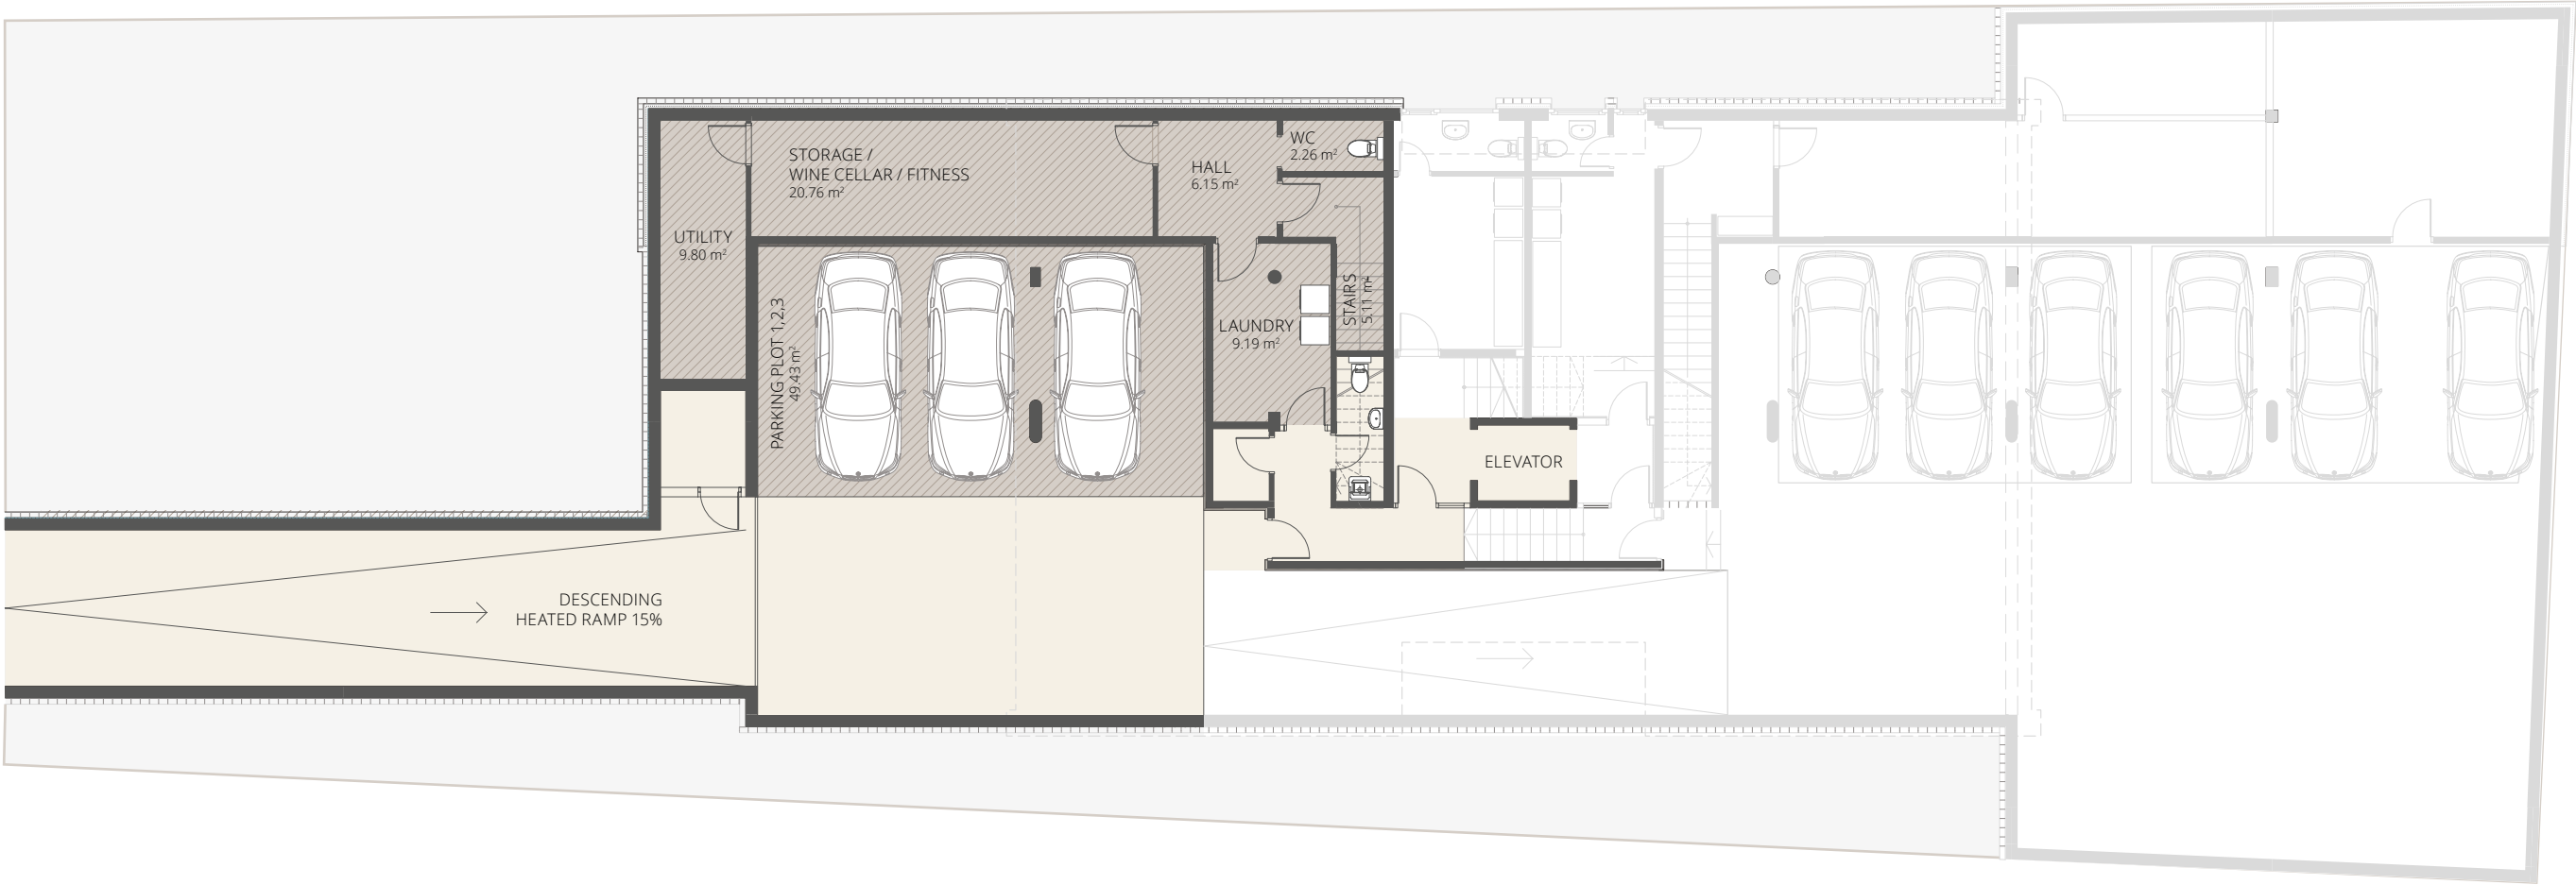 WC
2.26 m²
STORAGE /
WINE CELLAR / FITNESS
20.76 m²
HALL
6.15 m²
UTILITY
9.80 m²
PARKING PLOT 1,2,3
49.43 m²
LAUNDRY
9.19 m²
STAIRS
5.11 m²
ELEVATOR
DESCENDING
HEATED RAMP 15%